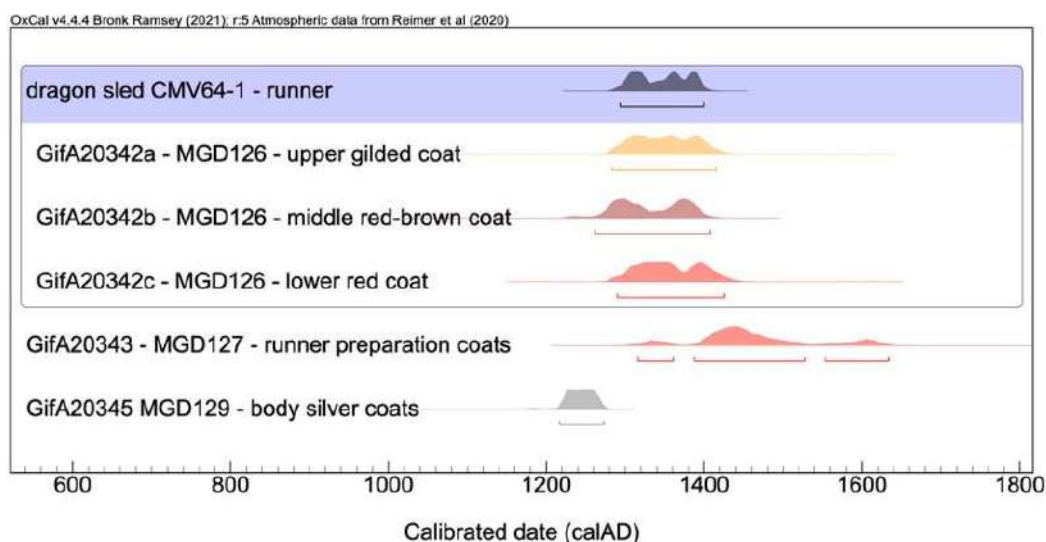 OxCal v4.4.4 Bronk Ramsey (2021); r:5 Atmospheric data from Reimer et al (2020)
dragon sled CMV64-1 - runner
GifA20342a - MGD126 - upper gilded coat
GifA20342b - MGD126 - middle red-brown coat
GifA20342c - MGD126 - lower red coat
GifA20343 - MGD127 - runner preparation coats
GifA20345 MGD129 - body silver coats
600 800 1000 1200 1400 1600 1800
Calibrated date (calAD)